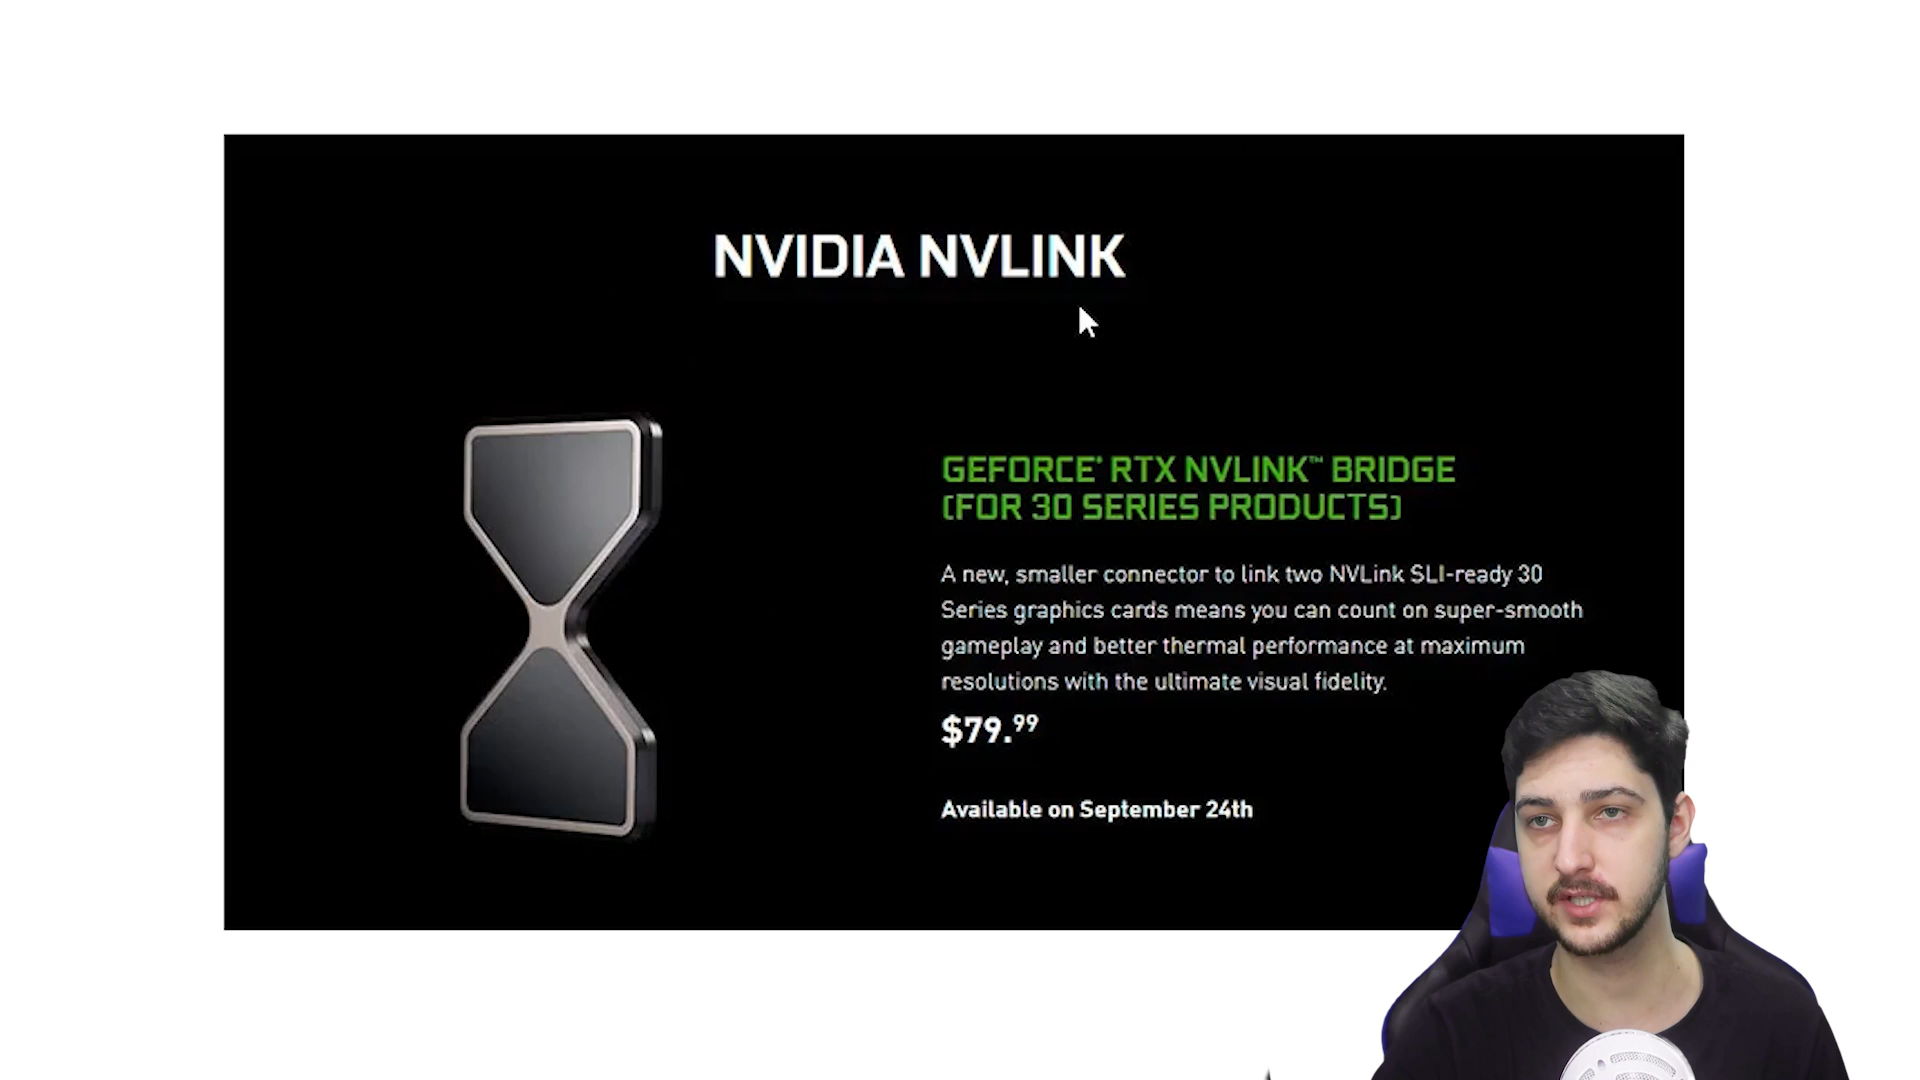 NVIDIA NVLINK
GEFORCE® RTX NVLINK™ BRIDGE
(FOR 30 SERIES PRODUCTS)
A new, smaller connector to link two NVLink SLI-ready 30
Series graphics cards means you can count on super-smooth
gameplay and better thermal performance at maximum
resolutions with the ultimate visual fidelity.
$79.99
Available on September 24th